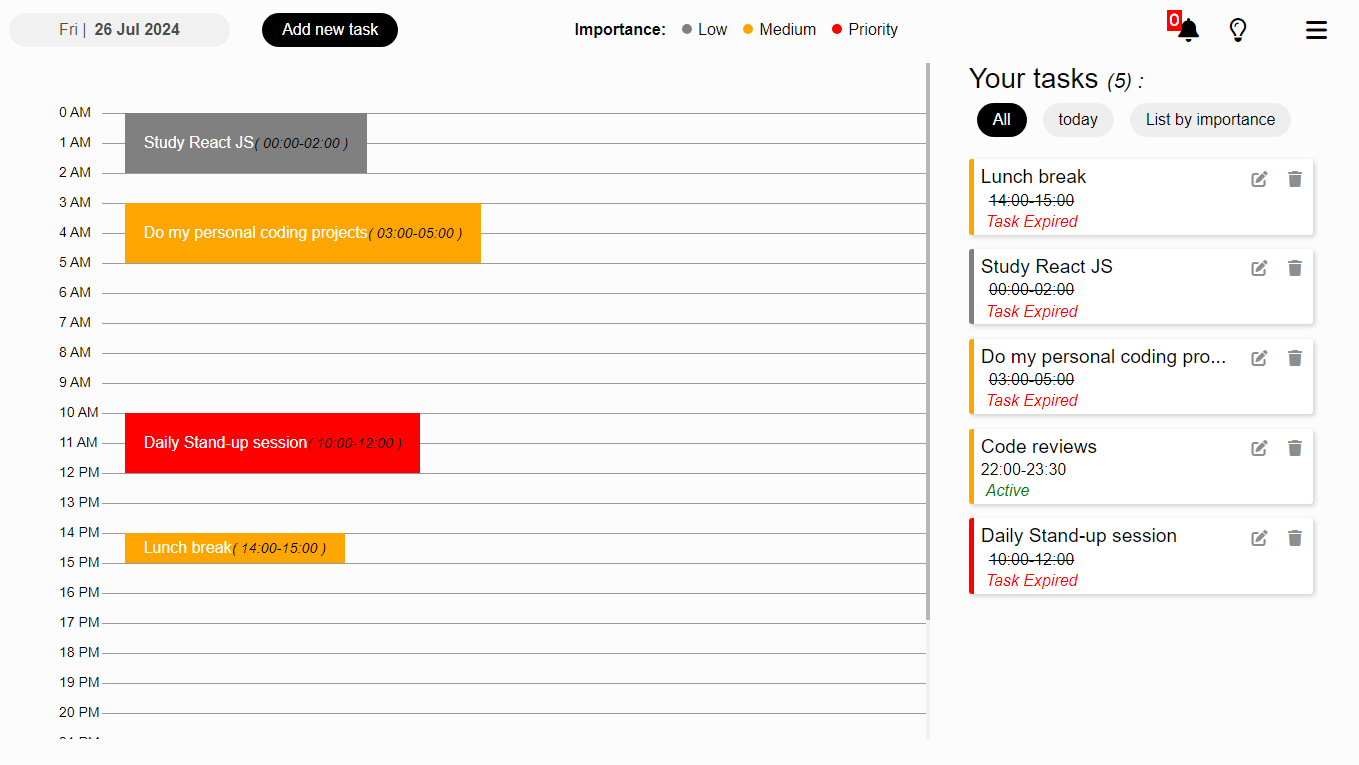 Fri | 26 Jul 2024
Add new task
Importance: Low Medium Priority
0
0 AM
1 AM
Study React JS( 00:00-02:00 )
2 AM
3 AM
4 AM
Do my personal coding projects( 03:00-05:00 )
5 AM
6 AM
7 AM
8 AM
9 AM
10 AM
11 AM
Daily Stand-up session( 10:00-12:00 )
12 PM
13 PM
14 PM
Lunch break( 14:00-15:00 )
15 PM
16 PM
17 PM
18 PM
19 PM
20 PM
Your tasks (5) :
All today List by importance
Lunch break
14:00-15:00
Task Expired
Study React JS
00:00-02:00
Task Expired
Do my personal coding pro...
03:00-05:00
Task Expired
Code reviews
22:00-23:30
Active
Daily Stand-up session
10:00-12:00
Task Expired